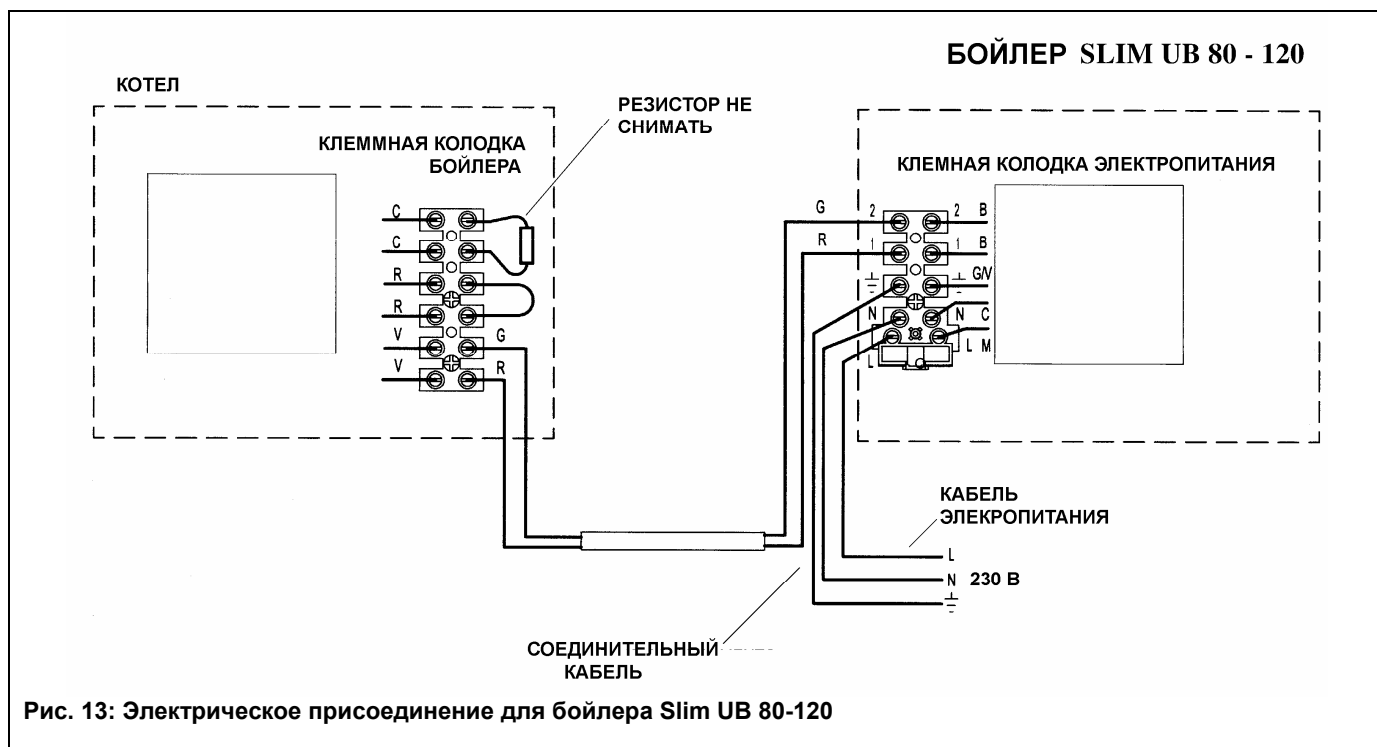 БОЙЛЕР SLIM UB 80 - 120
КОТЕЛ
РЕЗИСТОР НЕ
СНИМАТЬ
КЛЕММНАЯ КОЛОДКА
БОЙЛЕРА
КЛЕМНАЯ КОЛОДКА ЭЛЕКТРОПИТАНИЯ
C
C
R
R
V
V
G
R
G
R
2
1
N
L
2 B
1 B
G/V
N C
L M
КАБЕЛЬ
ЭЛЕКРОПИТАНИЯ
L
N 230 В
СОЕДИНИТЕЛЬНЫЙ
КАБЕЛЬ
Рис. 13: Электрическое присоединение для бойлера Slim UB 80-120